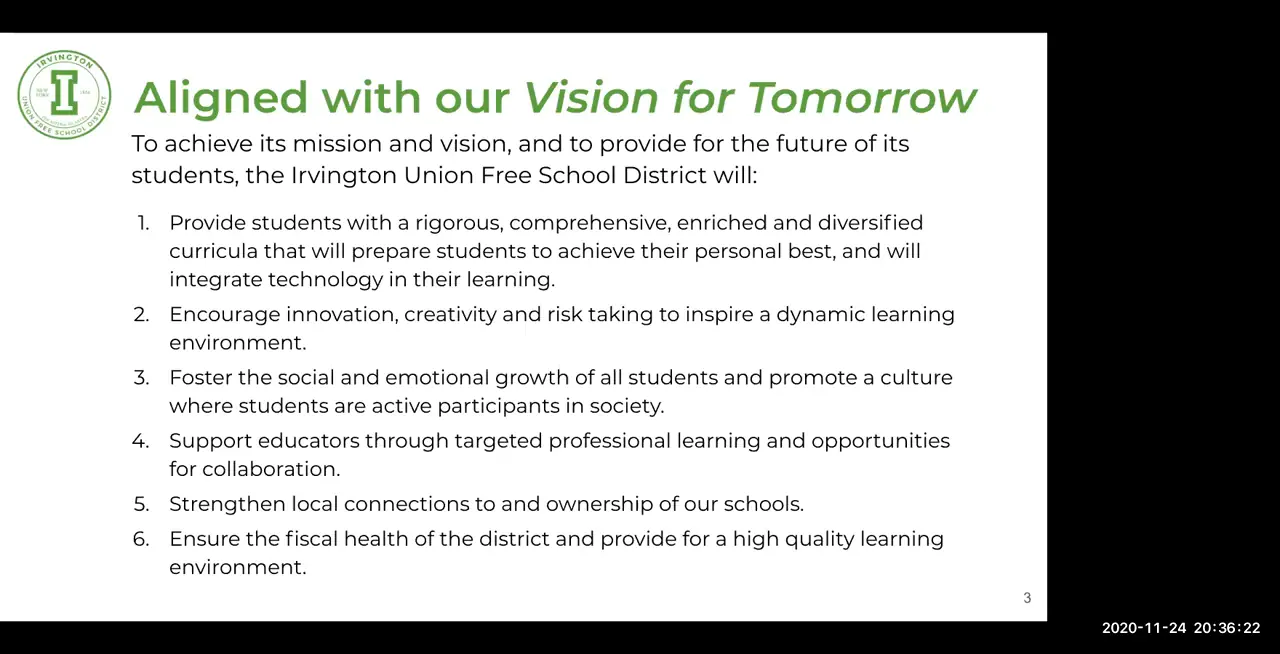 IRVINGTON
UNION FREE SCHOOL DISTRICT
I
Aligned with our Vision for Tomorrow
To achieve its mission and vision, and to provide for the future of its
students, the Irvington Union Free School District will:
1. Provide students with a rigorous, comprehensive, enriched and diversified
curricula that will prepare students to achieve their personal best, and will
integrate technology in their learning.
2. Encourage innovation, creativity and risk taking to inspire a dynamic learning
environment.
3. Foster the social and emotional growth of all students and promote a culture
where students are active participants in society.
4. Support educators through targeted professional learning and opportunities
for collaboration.
5. Strengthen local connections to and ownership of our schools.
6. Ensure the fiscal health of the district and provide for a high quality learning
environment.
3
2020-11-24 20:36:22